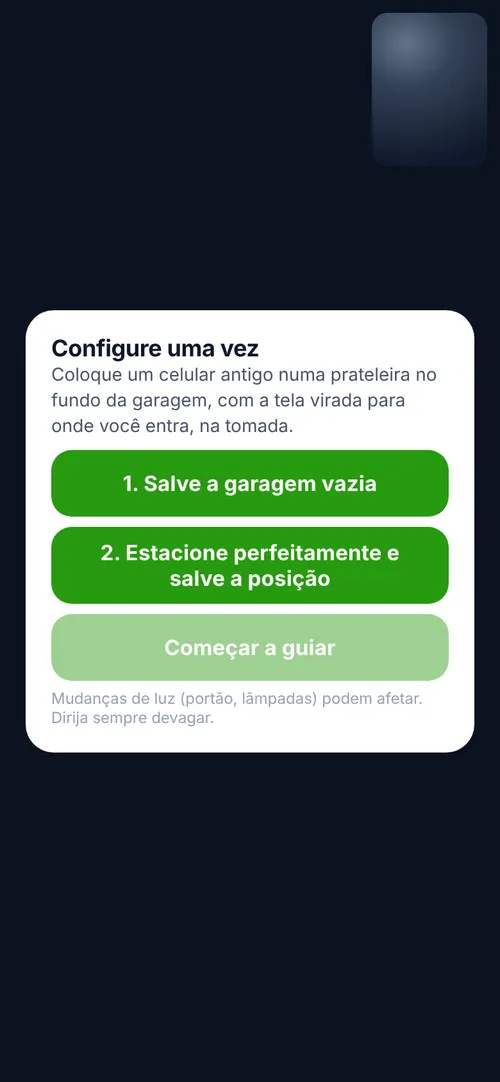 Configure uma vez
Coloque um celular antigo numa prateleira no
fundo da garagem, com a tela virada para
onde você entra, na tomada.
1. Salve a garagem vazia
2. Estacione perfeitamente e
salve a posição
Começar a guiar
Mudanças de luz (portão, lâmpadas) podem afetar.
Dirija sempre devagar.